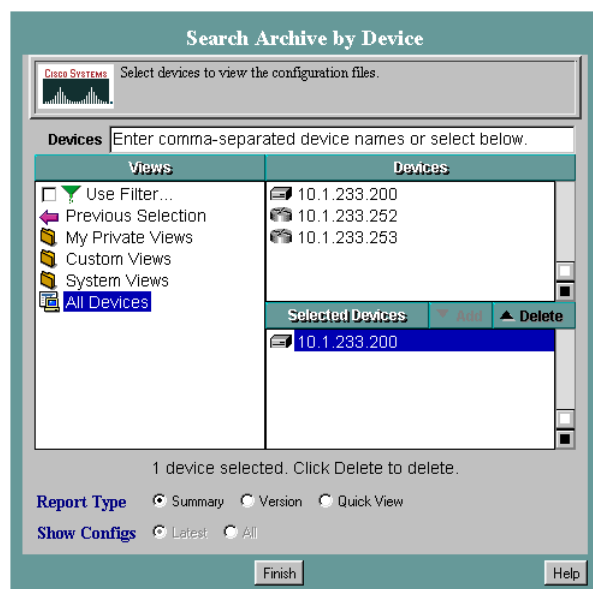 Search Archive by Device
CISCO SYSTEMS
Select devices to view the configuration files.
Devices Enter comma-separated device names or select below.
Views
Use Filter...
Previous Selection
My Private Views
Custom Views
System Views
All Devices
Devices
10.1.233.200
10.1.233.252
10.1.233.253
Selected Devices Add Delete
10.1.233.200
1 device selected. Click Delete to delete.
Report Type Summary Version Quick View
Show Configs Latest All
Finish Help